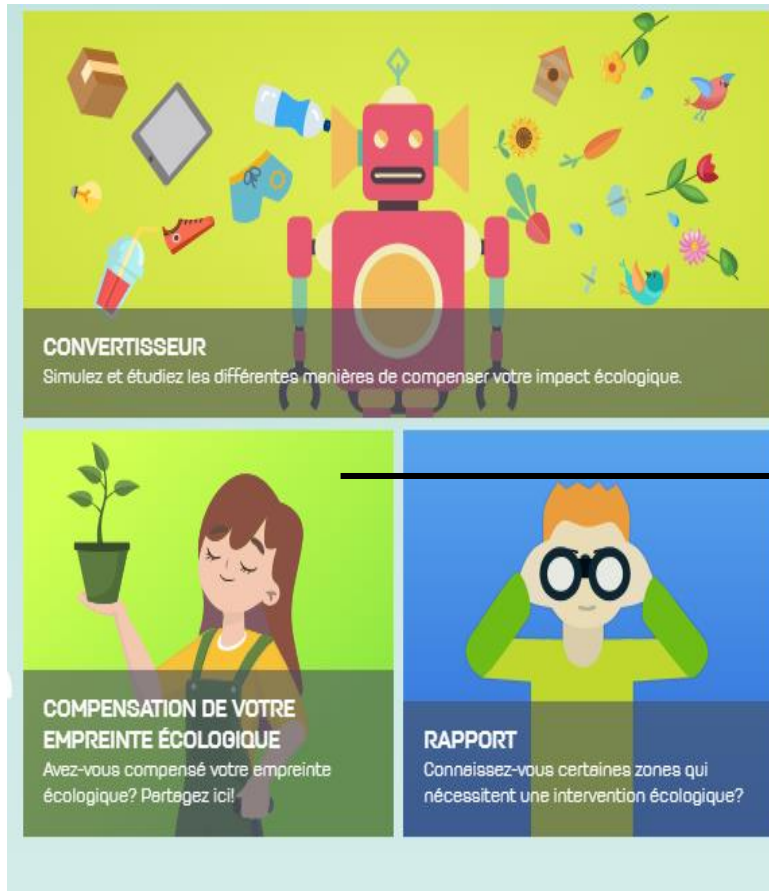 CONVERTISSEUR
Simulez et étudiez les différentes manières de compenser votre impact écologique.
COMPENSATION DE VOTRE
EMPREINTE ÉCOLOGIQUE
Avez-vous compensé votre empreinte
écologique? Partagez ici!
RAPPORT
Connaissez-vous certaines zones qui
nécessitent une intervention écologique?